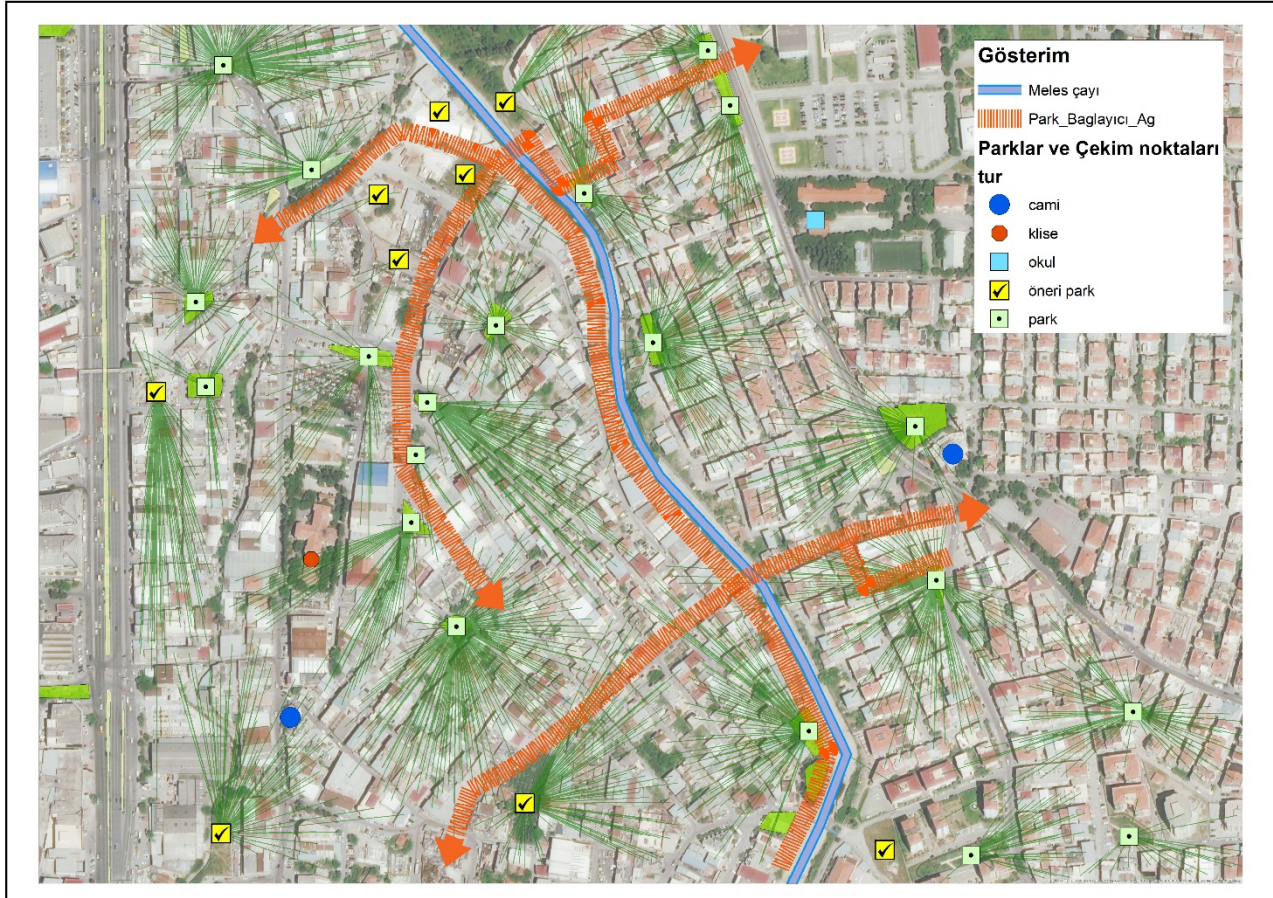 Gösterim
Meles çayı
Park_Baglayıcı_Ag
Parklar ve Çekim noktaları
tur
cami
klise
okul
öneri park
park